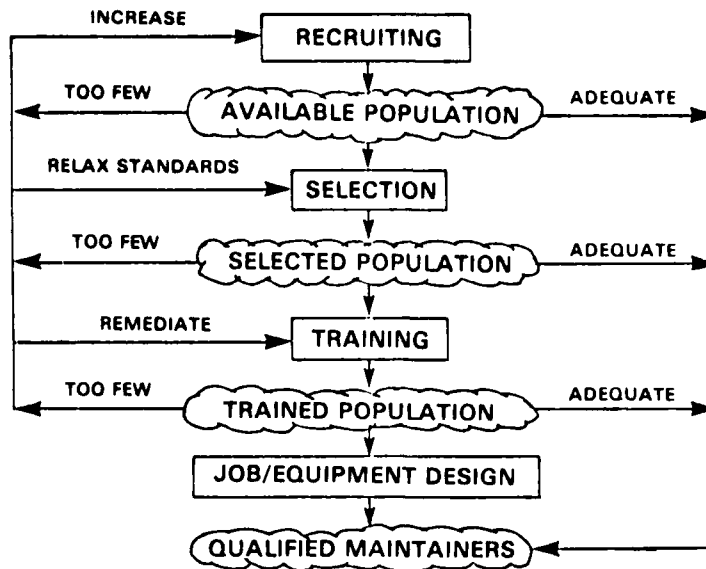 INCREASE
RECRUITING
TOO FEW
AVAILABLE POPULATION
ADEQUATE
RELAX STANDARDS
SELECTION
TOO FEW
SELECTED POPULATION
ADEQUATE
REMEDIATE
TRAINING
TOO FEW
TRAINED POPULATION
ADEQUATE
JOB/EQUIPMENT DESIGN
QUALIFIED MAINTAINERS